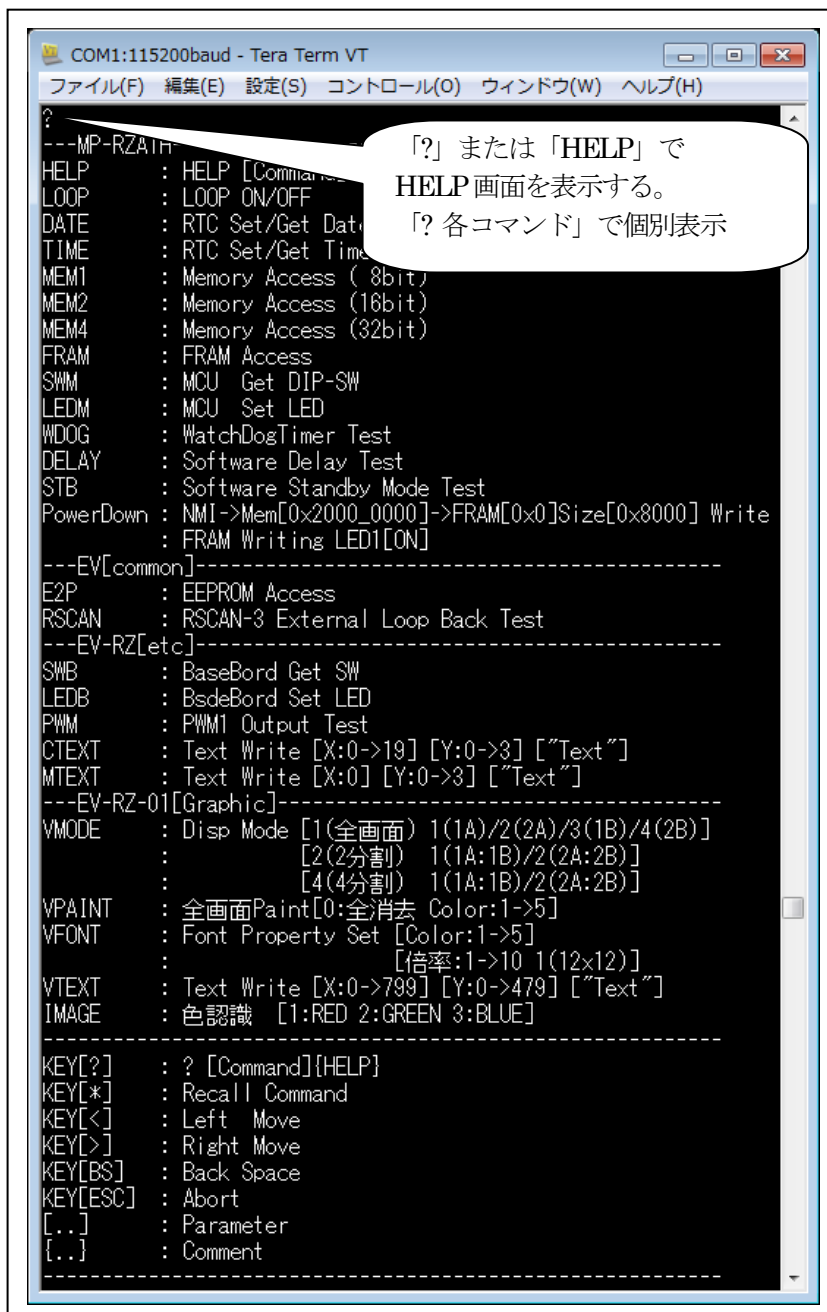 COM1:115200baud - Tera Term VT
ファイル(F) 編集(E) 設定(S) コントロール(O) ウィンドウ(W) ヘルプ(H)
?
「?」または「HELP」で
HELP画面を表示する。
「? 各コマンド」で個別表示
---MP-RZA1H-
HELP : HELP [Command]
LOOP : LOOP ON/OFF
DATE : RTC Set/Get Date
TIME : RTC Set/Get Time
MEM1 : Memory Access ( 8bit)
MEM2 : Memory Access (16bit)
MEM4 : Memory Access (32bit)
FRAM : FRAM Access
SWM : MCU  Get DIP-SW
LEDM : MCU  Set LED
WDOG : WatchDogTimer Test
DELAY : Software Delay Test
STB : Software Standby Mode Test
PowerDown : NMI->Mem[0x2000_0000]->FRAM[0x0]Size[0x8000] Write
: FRAM Writing LED1[ON]
---EV[common]------------------------------------------
E2P : EEPROM Access
RSCAN : RSCAN-3 External Loop Back Test
---EV-RZ[etc]------------------------------------------
SWB : BaseBord Get SW
LEDB : BsdeBord Set LED
PWM : PWM1 Output Test
CTEXT : Text Write [X:0->19] [Y:0->3] ["Text"]
MTEXT : Text Write [X:0] [Y:0->3] ["Text"]
---EV-RZ-01[Graphic]-----------------------------------
VMODE : Disp Mode [1(全画面) 1(1A)/2(2A)/3(1B)/4(2B)]
: [2(2分割) 1(1A:1B)/2(2A:2B)]
: [4(4分割) 1(1A:1B)/2(2A:2B)]
VPAINT : 全画面Paint[0:全消去 Color:1->5]
VFONT : Font Property Set [Color:1->5]
: [倍率:1->10 1(12x12)]
VTEXT : Text Write [X:0->799] [Y:0->479] ["Text"]
IMAGE : 色認識 [1:RED 2:GREEN 3:BLUE]
-------------------------------------------------------
KEY[?] : ? [Command]{HELP}
KEY[*] : Recall Command
KEY[<] : Left  Move
KEY[>] : Right Move
KEY[BS] : Back Space
KEY[ESC] : Abort
[..] : Parameter
{..} : Comment
-------------------------------------------------------